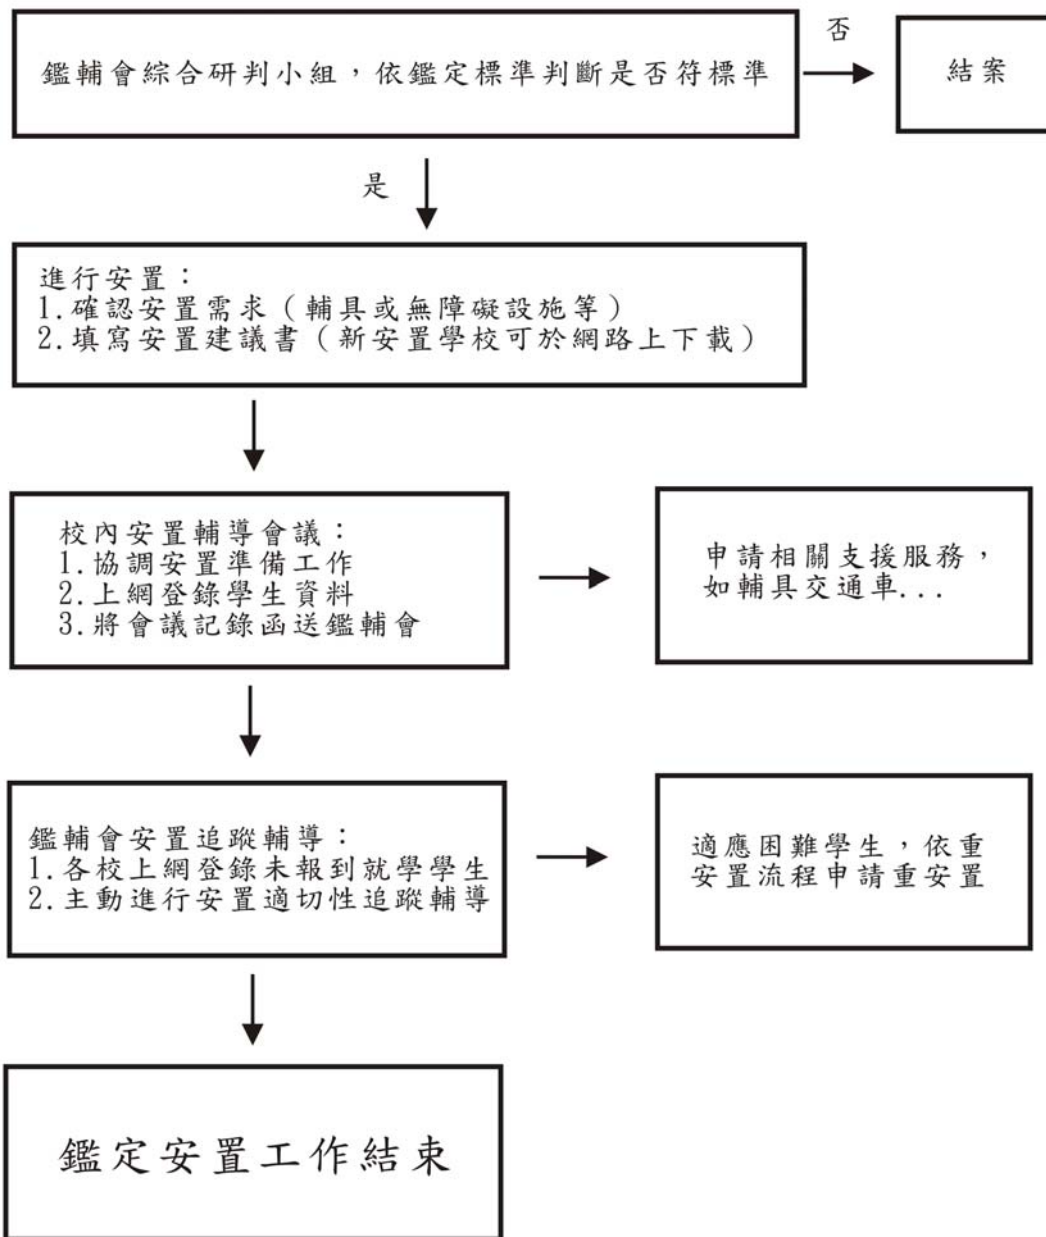 鑑輔會綜合研判小組，依鑑定標準判斷是否符標準
否
結案
是
進行安置：
1.確認安置需求（輔具或無障礙設施等）
2.填寫安置建議書（新安置學校可於網路上下載）
校內安置輔導會議：
1.協調安置準備工作
2.上網登錄學生資料
3.將會議記錄函送鑑輔會
申請相關支援服務，
如輔具交通車...
鑑輔會安置追蹤輔導：
1.各校上網登錄未報到就學學生
2.主動進行安置適切性追蹤輔導
適應困難學生，依重
安置流程申請重安置
鑑定安置工作結束